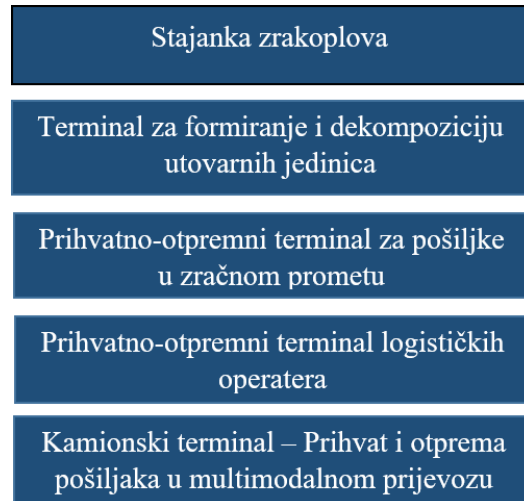 Stajanka zrakoplova
Terminal za formiranje i dekompoziciju
utovarnih jedinica
Prihvatno-otpremni terminal za pošiljke
u zračnom prometu
Prihvatno-otpremni terminal logističkih
operatera
Kamionski terminal – Prihvat i otprema
pošiljaka u multimodalnom prijevozu